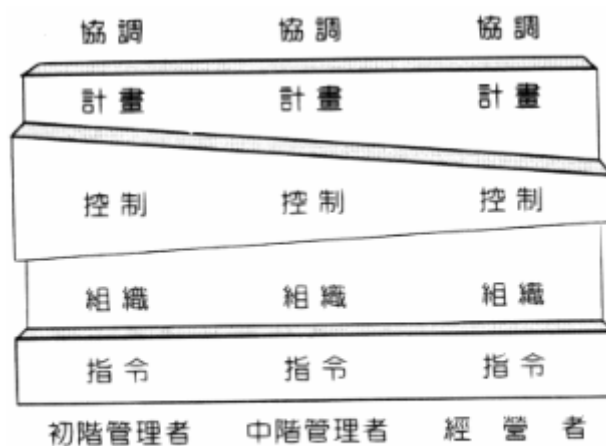 協調 協調 協調
計畫 計畫 計畫
控制 控制 控制
組織 組織 組織
指令 指令 指令
初階管理者 中階管理者 經營者